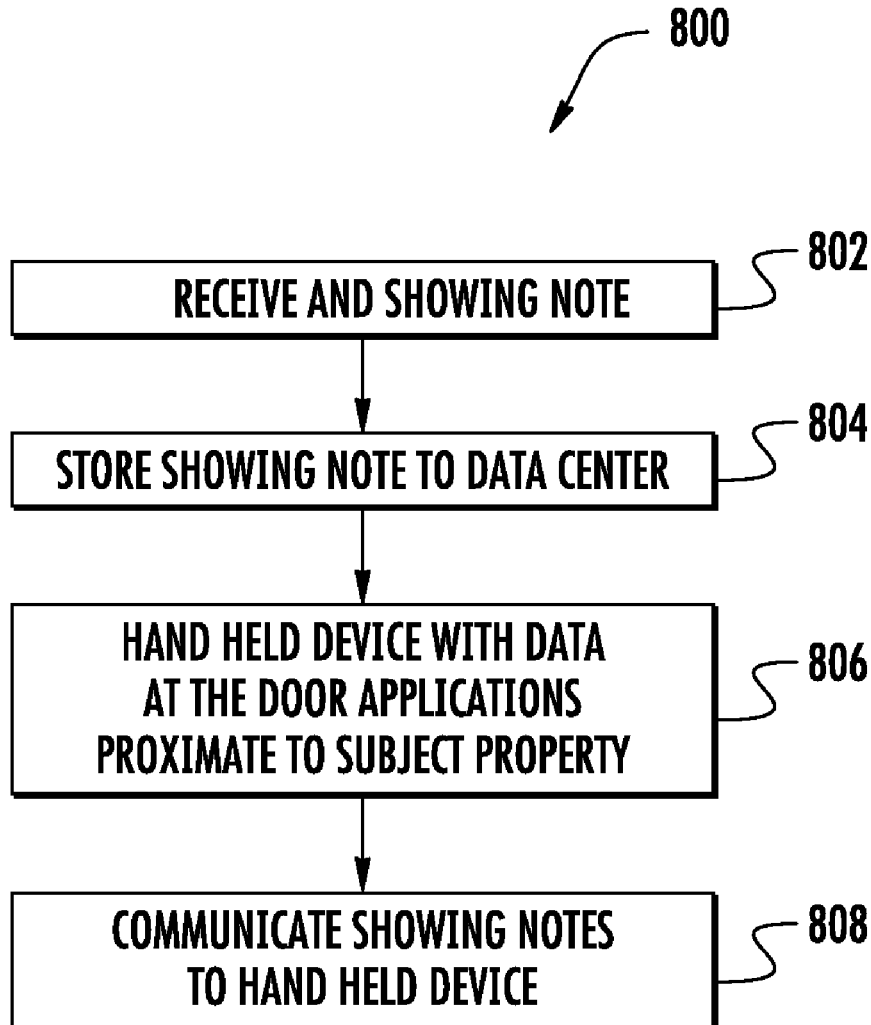 800
RECEIVE AND SHOWING NOTE
802
STORE SHOWING NOTE TO DATA CENTER
804
HAND HELD DEVICE WITH DATA
AT THE DOOR APPLICATIONS
PROXIMATE TO SUBJECT PROPERTY
806
COMMUNICATE SHOWING NOTES
TO HAND HELD DEVICE
808